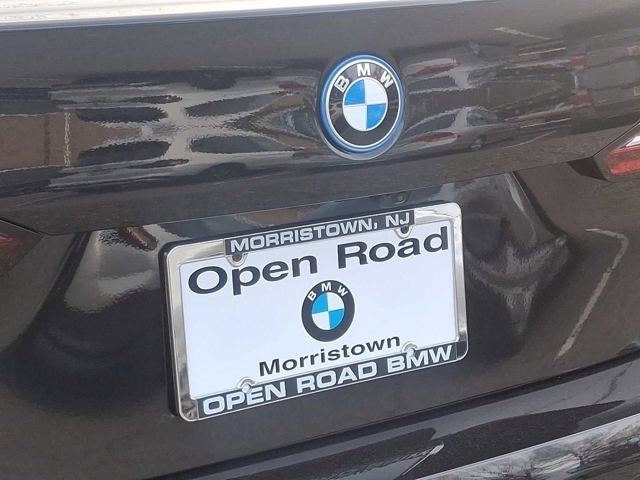 BMW
MORRISTOWN, NJ
Open Road
BMW
Morristown
OPEN ROAD BMW